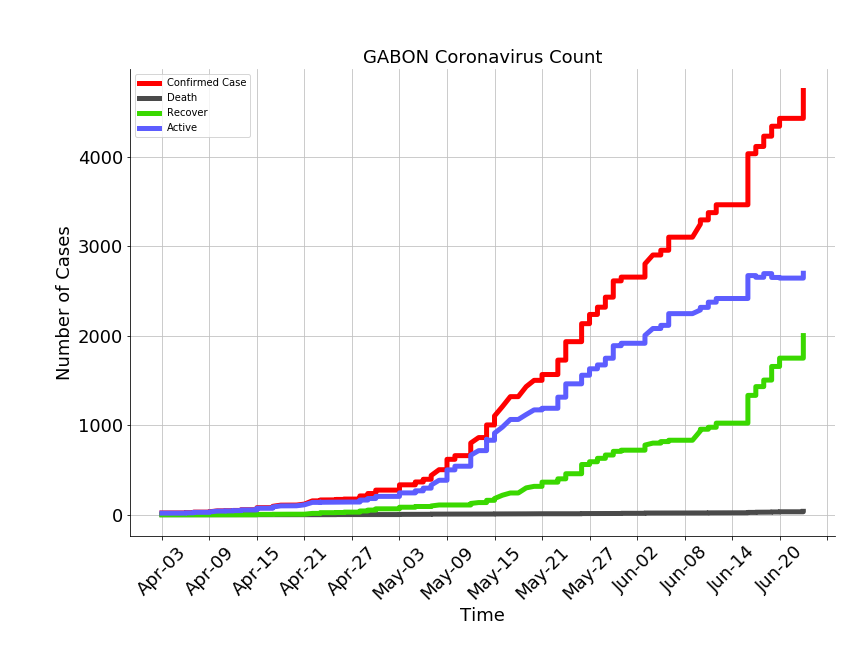 GABON Coronavirus Count
Confirmed Case
Death
Recover
Active
Number of Cases
4000
3000
2000
1000
0
Apr-03
Apr-09
Apr-15
Apr-21
Apr-27
May-03
May-09
May-15
May-21
May-27
Jun-02
Jun-08
Jun-14
Jun-20
Time